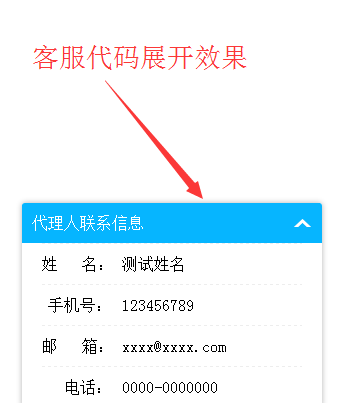 客服代码展开效果
代理人联系信息
姓 名： 测试姓名
手机号： 123456789
邮 箱： xxxx@xxxx.com
电话： 0000-0000000